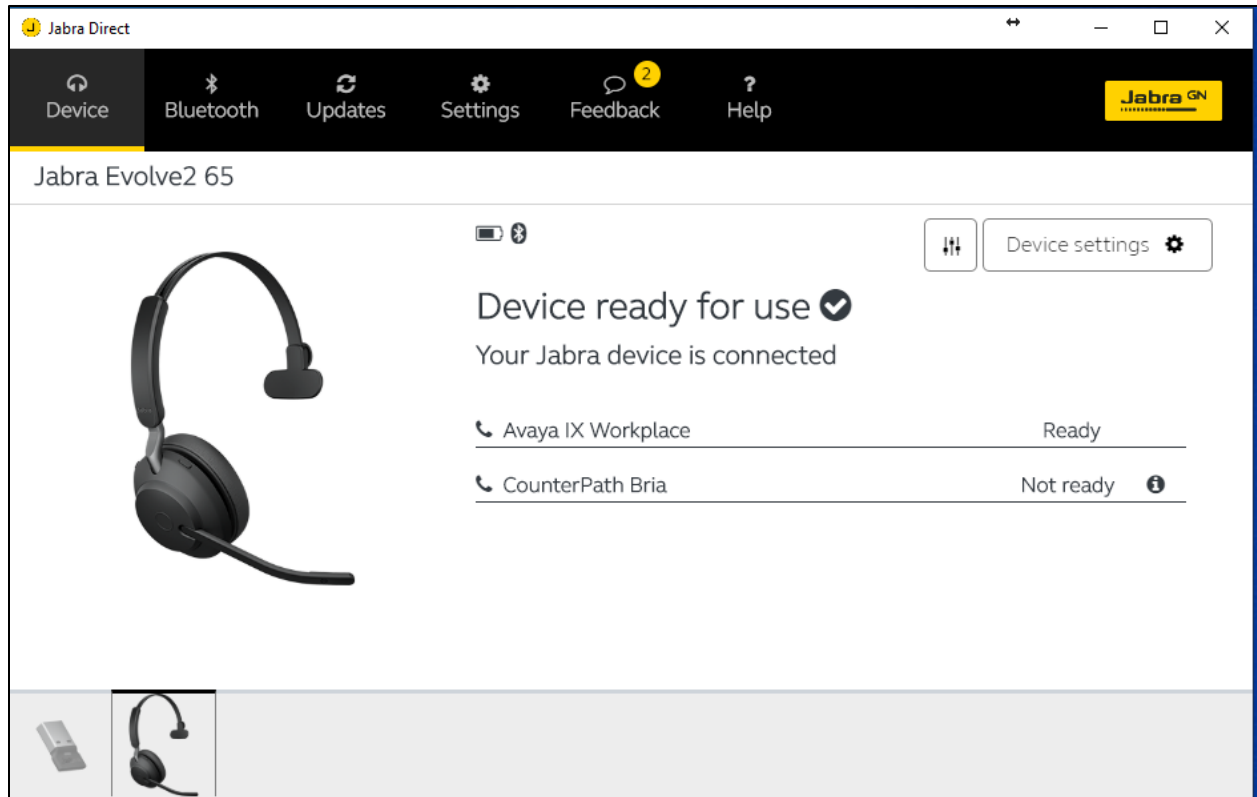 Jabra Direct
Device
Bluetooth
Updates
Settings
2
Feedback
?
Help
Jabra GN
Jabra Evolve2 65
Device settings
Device ready for use
Your Jabra device is connected
Avaya IX Workplace Ready
CounterPath Bria Not ready